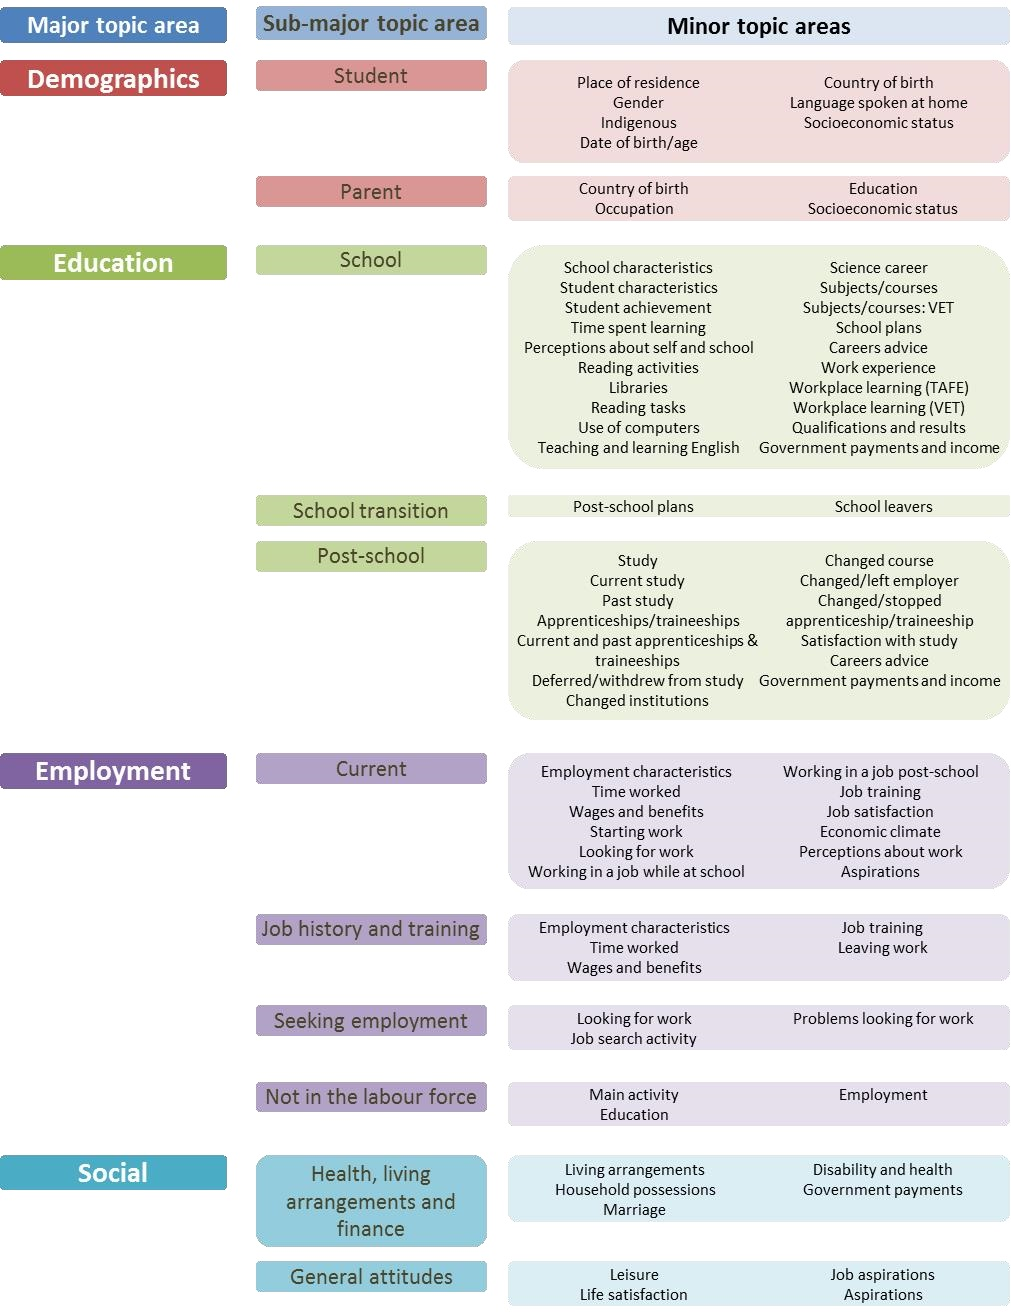 Major topic area
Sub-major topic area
Minor topic areas
Demographics
Student
Place of residence
Gender
Indigenous
Date of birth/age
Country of birth
Language spoken at home
Socioeconomic status
Parent
Country of birth
Occupation
Education
Socioeconomic status
Education
School
School characteristics
Student characteristics
Student achievement
Time spent learning
Perceptions about self and school
Reading activities
Libraries
Reading tasks
Use of computers
Teaching and learning English
Science career
Subjects/courses
Subjects/courses: VET
School plans
Careers advice
Work experience
Workplace learning (TAFE)
Workplace learning (VET)
Qualifications and results
Government payments and income
School transition
Post-school plans
School leavers
Post-school
Study
Current study
Past study
Apprenticeships/traineeships
Current and past apprenticeships &
traineeships
Deferred/withdrew from study
Changed institutions
Changed course
Changed/left employer
Changed/stopped
apprenticeship/traineeship
Satisfaction with study
Careers advice
Government payments and income
Employment
Current
Employment characteristics
Time worked
Wages and benefits
Starting work
Looking for work
Working in a job while at school
Working in a job post-school
Job training
Job satisfaction
Economic climate
Perceptions about work
Aspirations
Job history and training
Employment characteristics
Time worked
Wages and benefits
Job training
Leaving work
Seeking employment
Looking for work
Job search activity
Problems looking for work
Not in the labour force
Main activity
Education
Employment
Social
Health, living
arrangements and
finance
Living arrangements
Household possessions
Marriage
Disability and health
Government payments
General attitudes
Leisure
Life satisfaction
Job aspirations
Aspirations